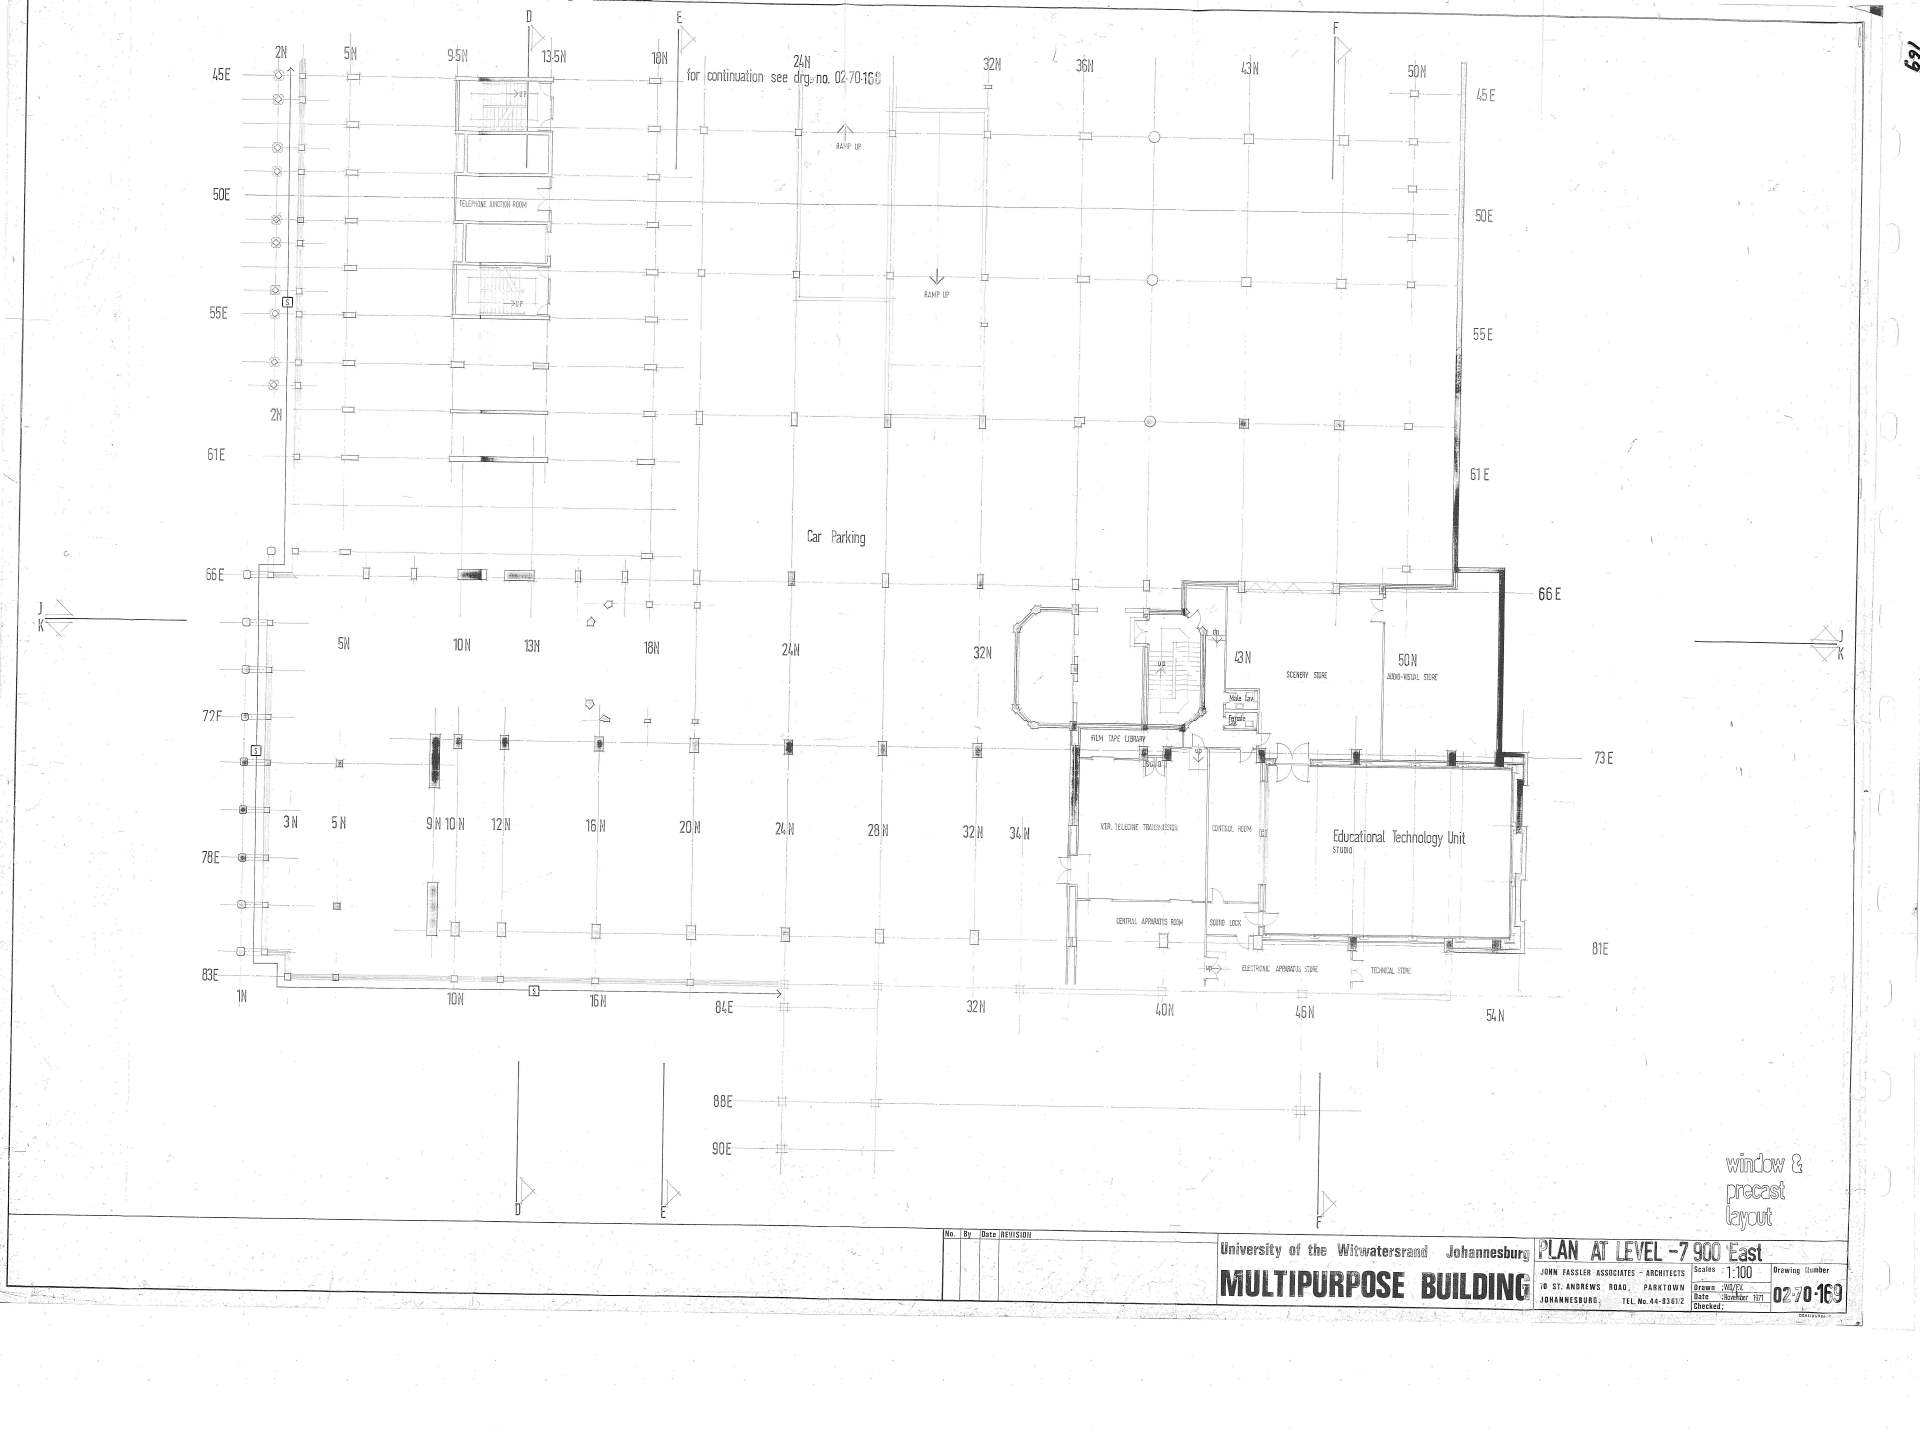 D
E
F
169
2N
5N
9·5N
13·5N
18N
24N
32N
36N
43N
50N
for continuation see drg. no. 02·70·168
45E
45E
UP
RAMP UP
50E
TELEPHONE JUNCTION ROOM
50E
S
RAMP UP
UP
55E
55E
2N
61E
61E
Car Parking
66E
66E
J
K
J
K
5N
10N
13N
18N
24N
32N
43N
50N
SCENERY STORE
AUDIO-VISUAL STORE
UP
Male Lav.
Female
72E
S
FILM TAPE LIBRARY
73E
3N
5N
9N
10N
12N
16N
20N
24N
28N
32N
34N
VTR. TELECINE TRANSMISSION
CONTROL ROOM
Educational Technology Unit
STUDIO
78E
CENTRAL APPARATUS ROOM
SOUND LOCK
81E
83E
ELECTRONIC APPARATUS STORE
TECHNICAL STORE
1N
10N
S
16N
84E
32N
40N
46N
54N
88E
90E
D
E
F
window &
precast
layout
No. By Date REVISION
University of the Witwatersrand Johannesburg
MULTIPURPOSE BUILDING
PLAN AT LEVEL -7 900 East
JOHN FASSLER ASSOCIATES - ARCHITECTS
70 ST. ANDREWS ROAD, PARKTOWN
JOHANNESBURG. TEL. No. 44-8361/2
Scales : 1:100
Drawn :
Date : November 1971
Checked:
Drawing Number
02·70·169